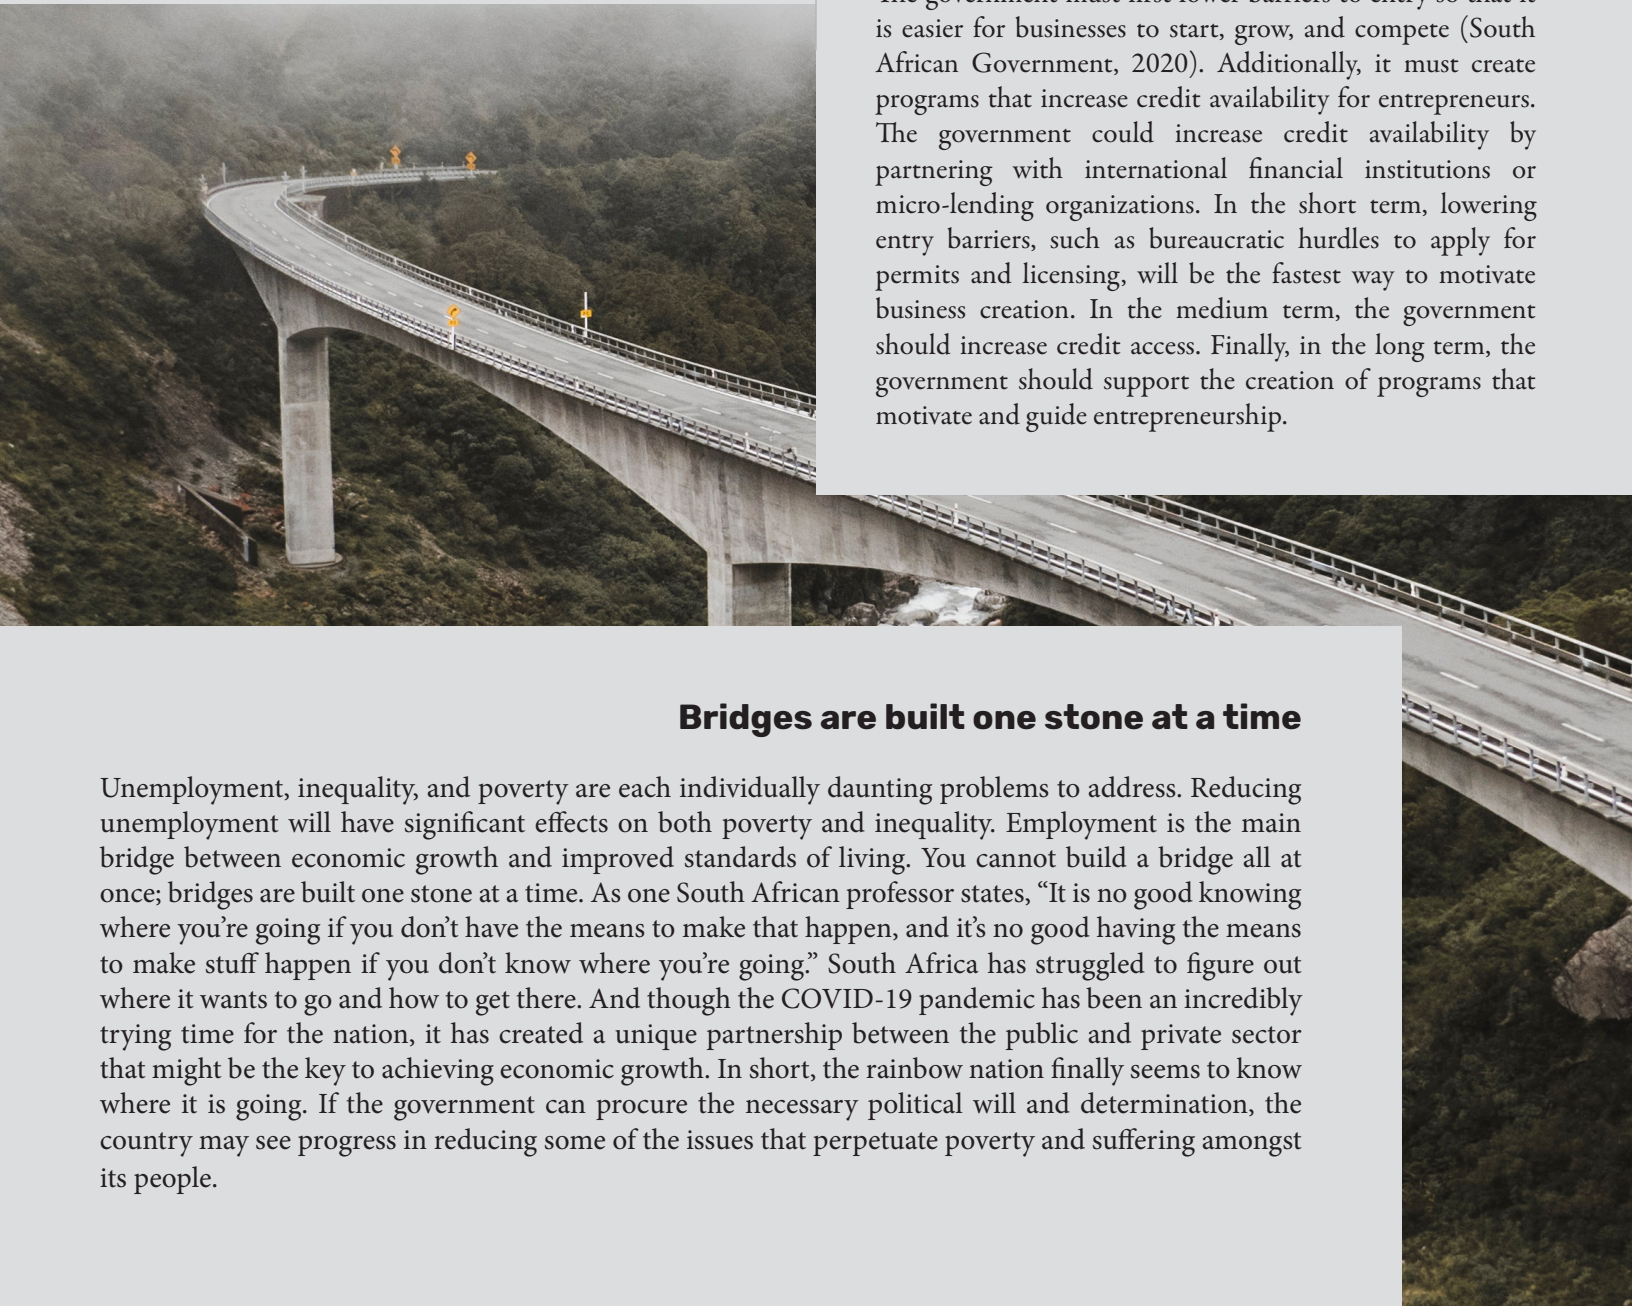 The government must first lower barriers to entry so that it
is easier for businesses to start, grow, and compete (South
African Government, 2020). Additionally, it must create
programs that increase credit availability for entrepreneurs.
The government could increase credit availability by
partnering with international financial institutions or
micro-lending organizations. In the short term, lowering
entry barriers, such as bureaucratic hurdles to apply for
permits and licensing, will be the fastest way to motivate
business creation. In the medium term, the government
should increase credit access. Finally, in the long term, the
government should support the creation of programs that
motivate and guide entrepreneurship.
Bridges are built one stone at a time
Unemployment, inequality, and poverty are each individually daunting problems to address. Reducing
unemployment will have significant effects on both poverty and inequality. Employment is the main
bridge between economic growth and improved standards of living. You cannot build a bridge all at
once; bridges are built one stone at a time. As one South African professor states, “It is no good knowing
where you’re going if you don’t have the means to make that happen, and it’s no good having the means
to make stuff happen if you don’t know where you’re going.” South Africa has struggled to figure out
where it wants to go and how to get there. And though the COVID-19 pandemic has been an incredibly
trying time for the nation, it has created a unique partnership between the public and private sector
that might be the key to achieving economic growth. In short, the rainbow nation finally seems to know
where it is going. If the government can procure the necessary political will and determination, the
country may see progress in reducing some of the issues that perpetuate poverty and suffering amongst
its people.